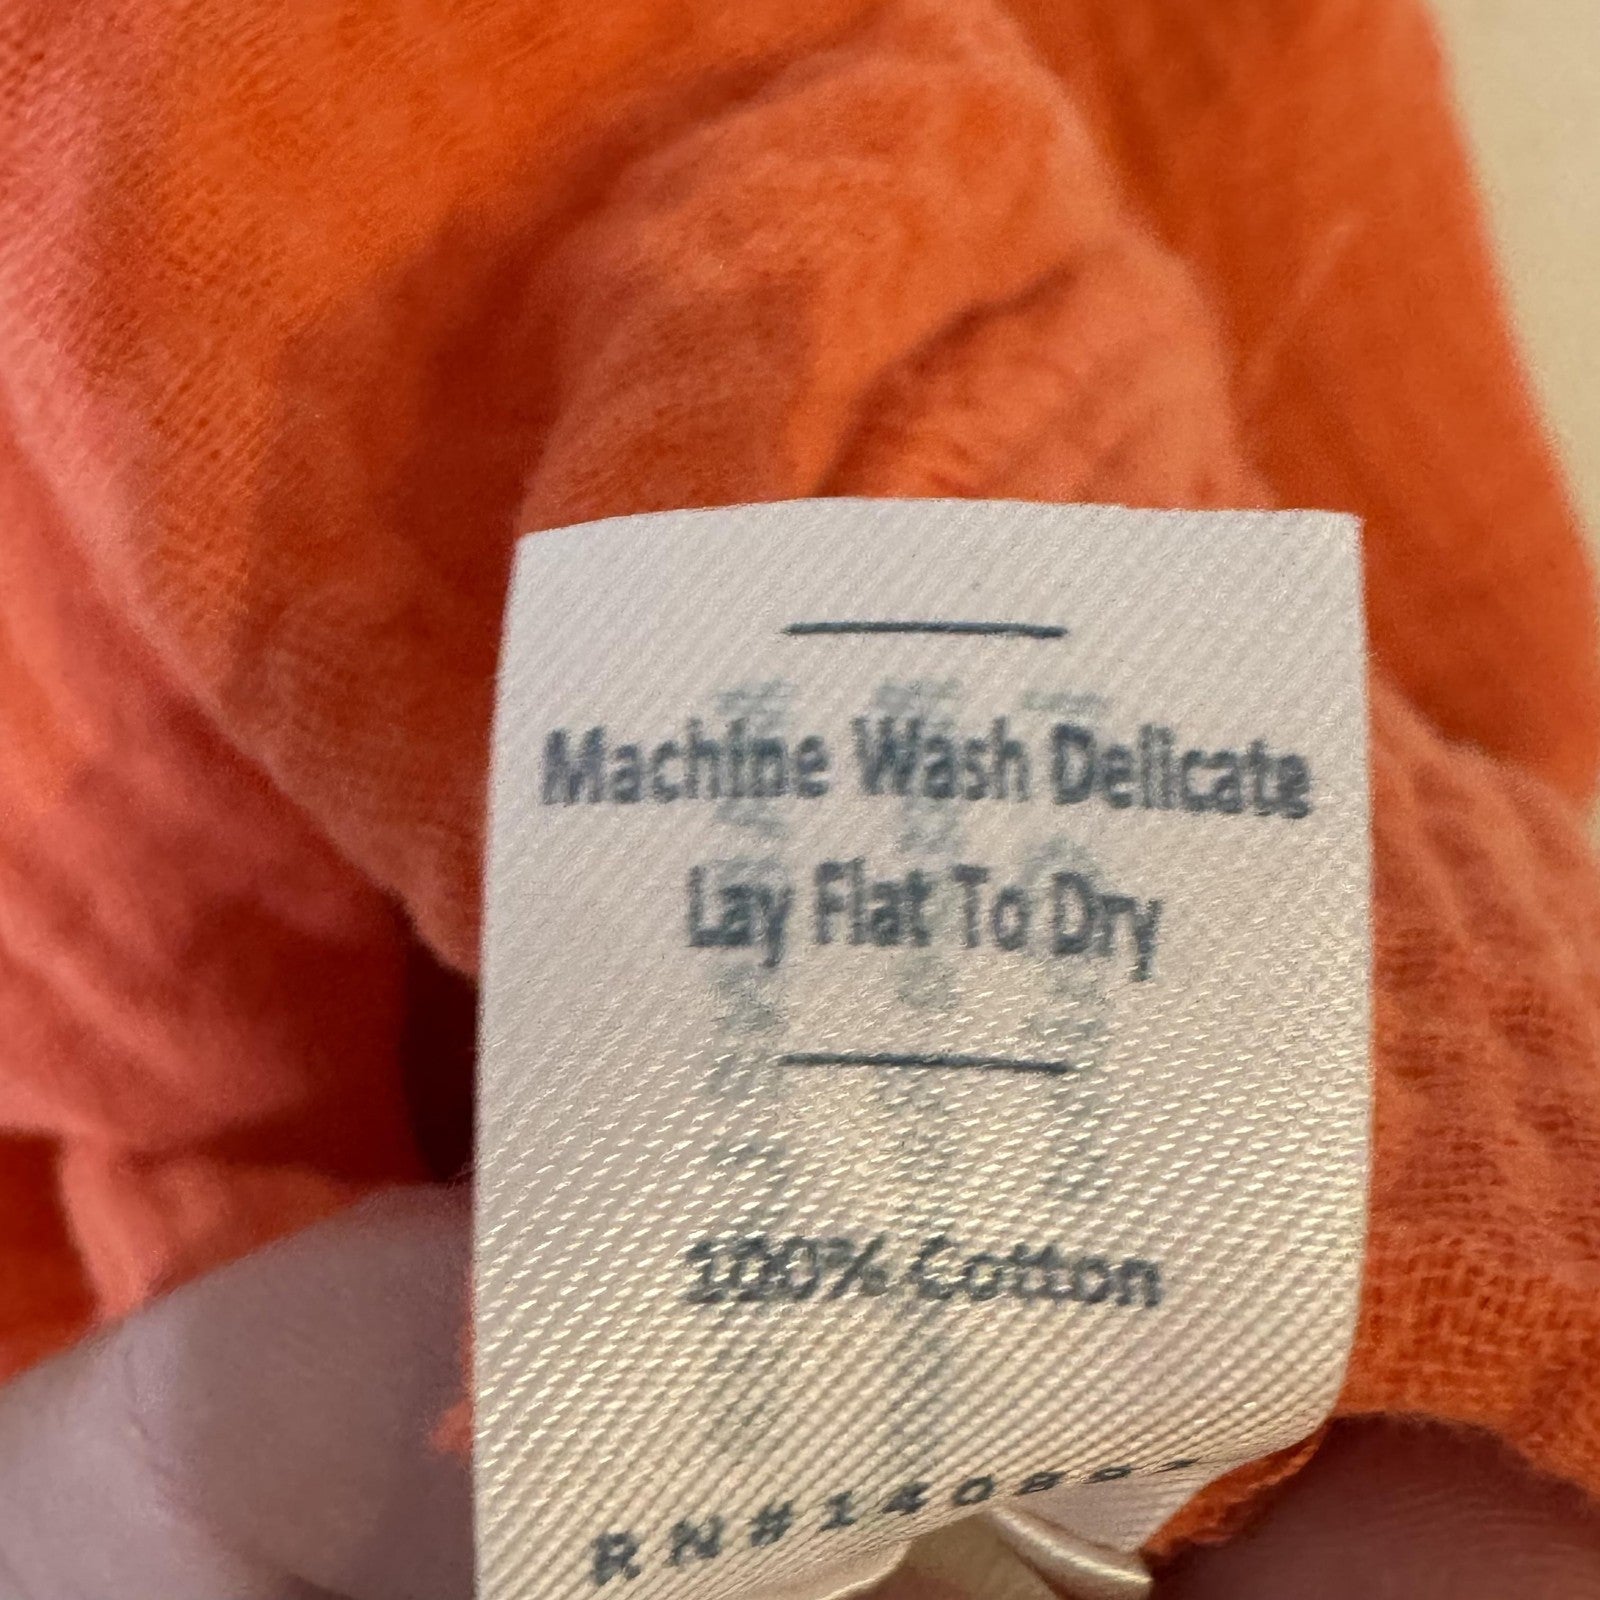 Machine Wash Delicate
Lay Flat To Dry
100% Cotton